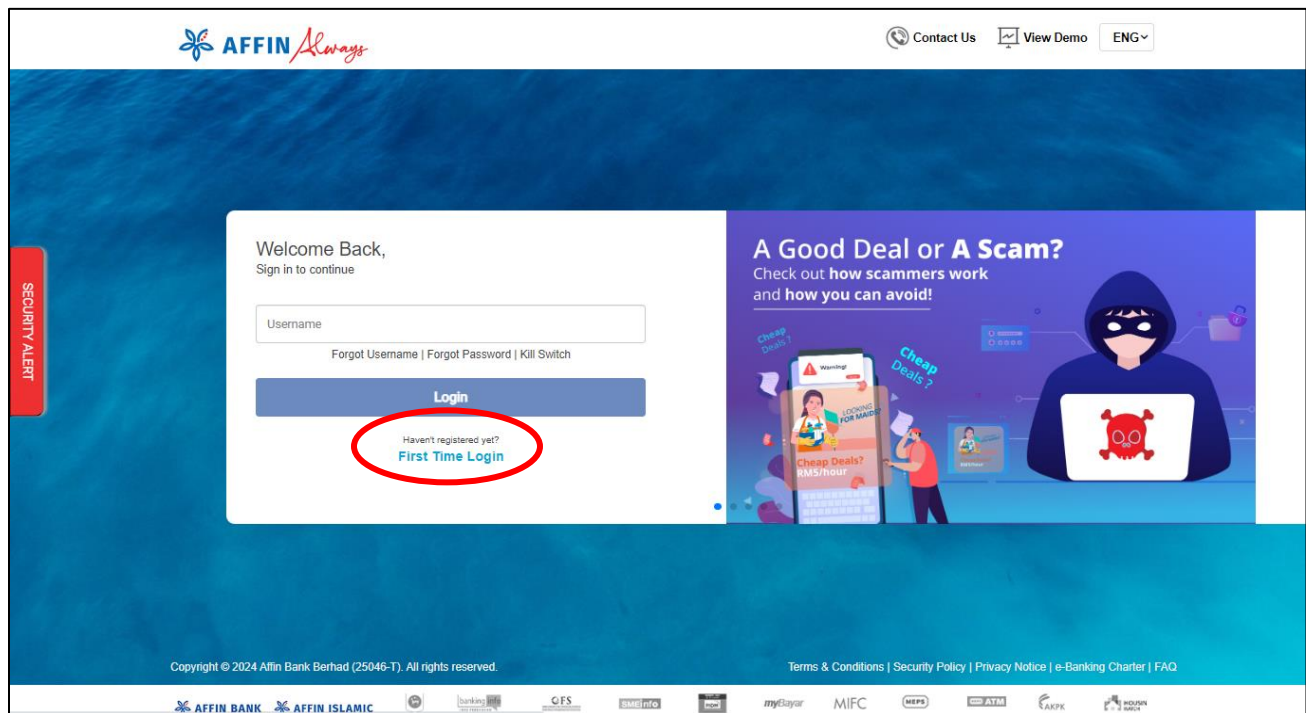 AFFIN Always
Contact Us
View Demo
ENG
SECURITY ALERT
Welcome Back,
Sign in to continue
Username
Forgot Username | Forgot Password | Kill Switch
Login
Haven't registered yet?
First Time Login
A Good Deal or A Scam?
Check out how scammers work
and how you can avoid!
Cheap
Deals ?
Cheap
Deals ?
Warning!
LOOKING
FOR MAIDS?
Cheap Deals?
RM5/hour
Copyright © 2024 Affin Bank Berhad (25046-T). All rights reserved.
Terms & Conditions | Security Policy | Privacy Notice | e-Banking Charter | FAQ
AFFIN BANK
AFFIN ISLAMIC
banking info
OFS
SMEinfo
myBayar
MIFC
MEPS
ATM
AKPK